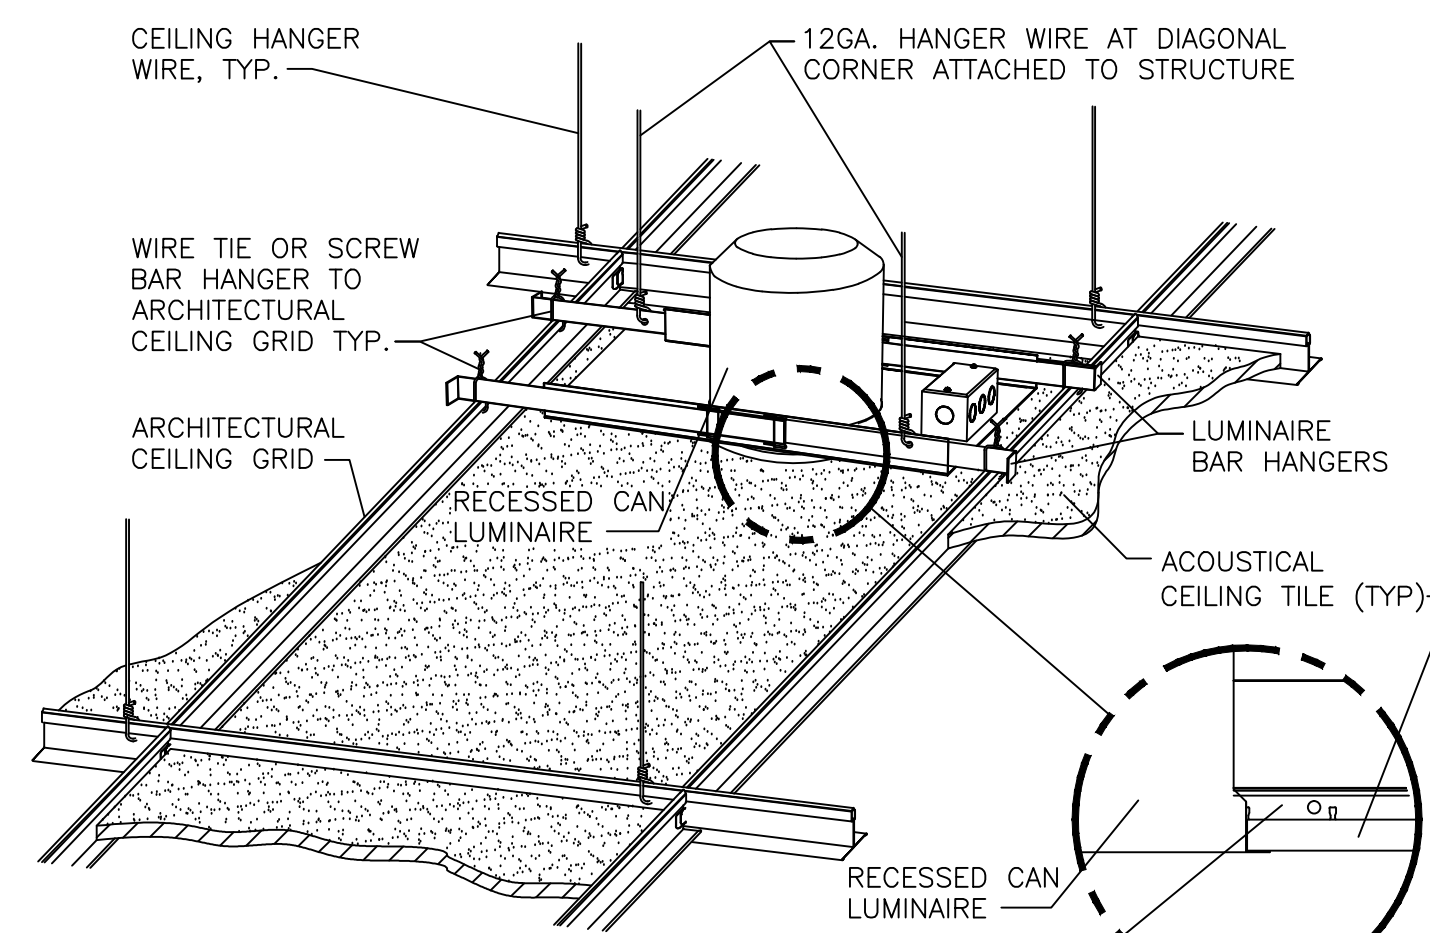 CEILING HANGER
WIRE, TYP.
12GA. HANGER WIRE AT DIAGONAL
CORNER ATTACHED TO STRUCTURE
WIRE TIE OR SCREW
BAR HANGER TO
ARCHITECTURAL
CEILING GRID TYP.
ARCHITECTURAL
CEILING GRID
LUMINAIRE
BAR HANGERS
RECESSED CAN
LUMINAIRE
ACOUSTICAL
CEILING TILE (TYP)
RECESSED CAN
LUMINAIRE